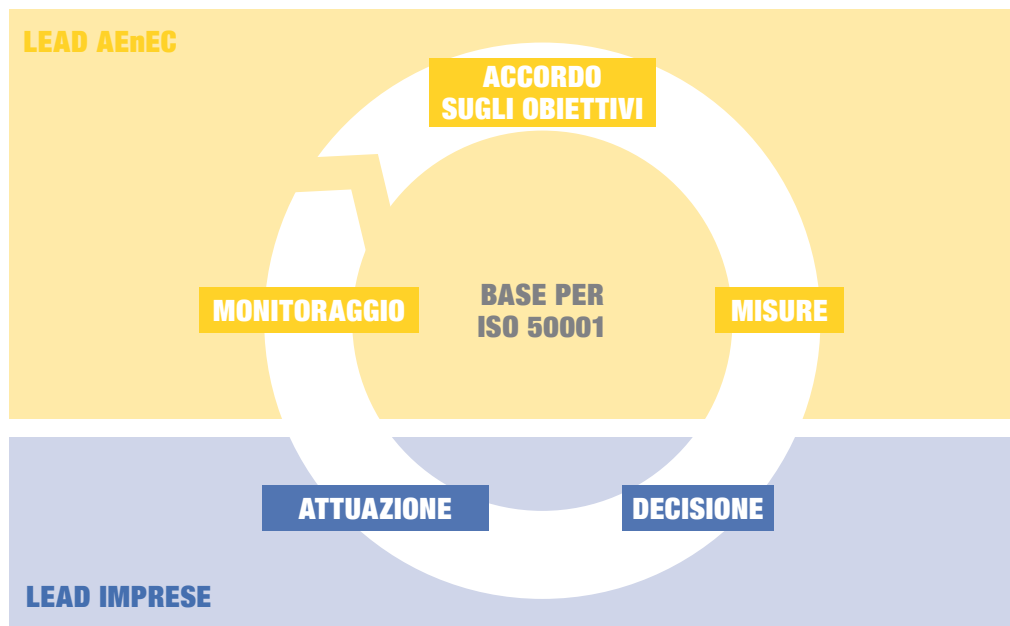 LEAD AEnEC
ACCORDO
SUGLI OBIETTIVI
MONITORAGGIO
BASE PER
ISO 50001
MISURE
ATTUAZIONE
DECISIONE
LEAD IMPRESE